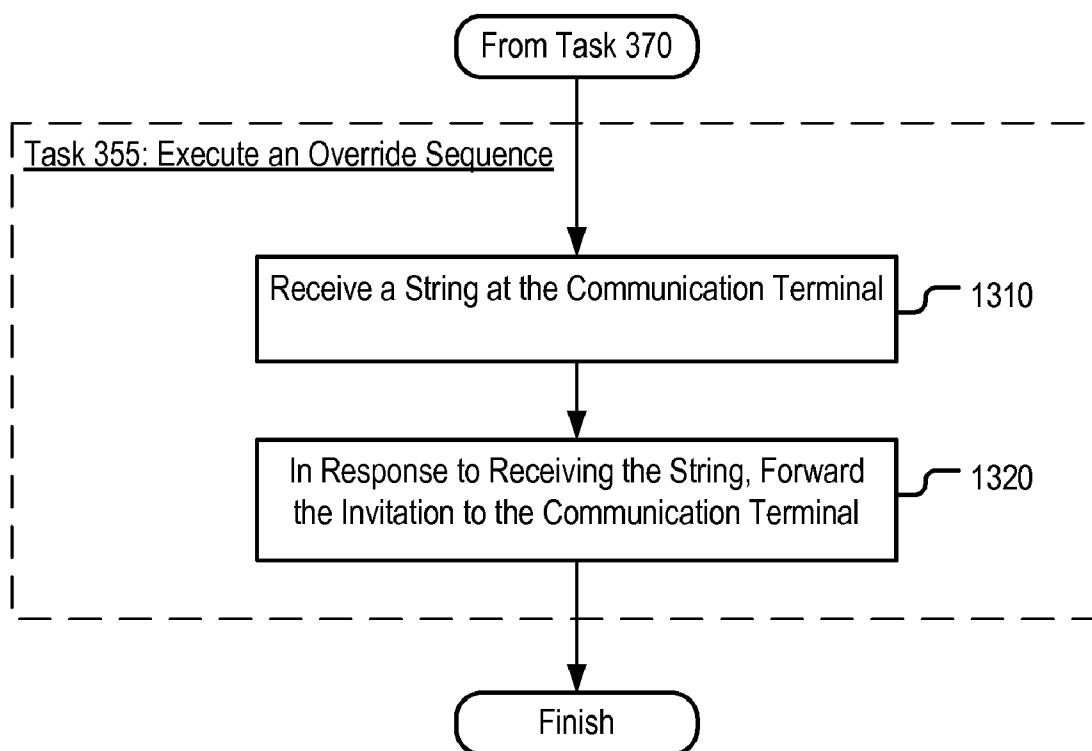 From Task 370
Task 355: Execute an Override Sequence
Receive a String at the Communication Terminal
1310
In Response to Receiving the String, Forward
the Invitation to the Communication Terminal
1320
Finish